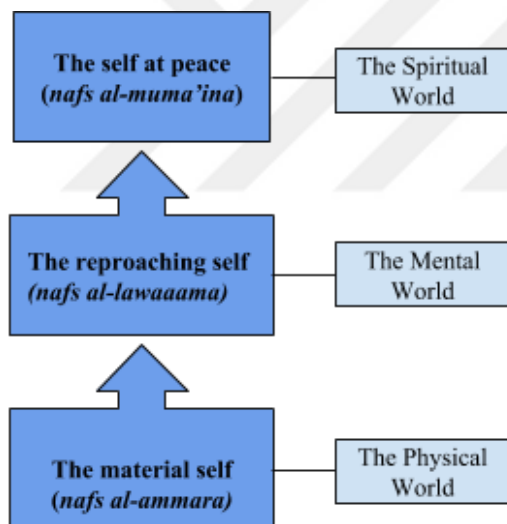 The self at peace
(nafs al-muma’ina)
The Spiritual
World
The reproaching self
(nafs al-lawaaama)
The Mental
World
The material self
(nafs al-ammara)
The Physical
World